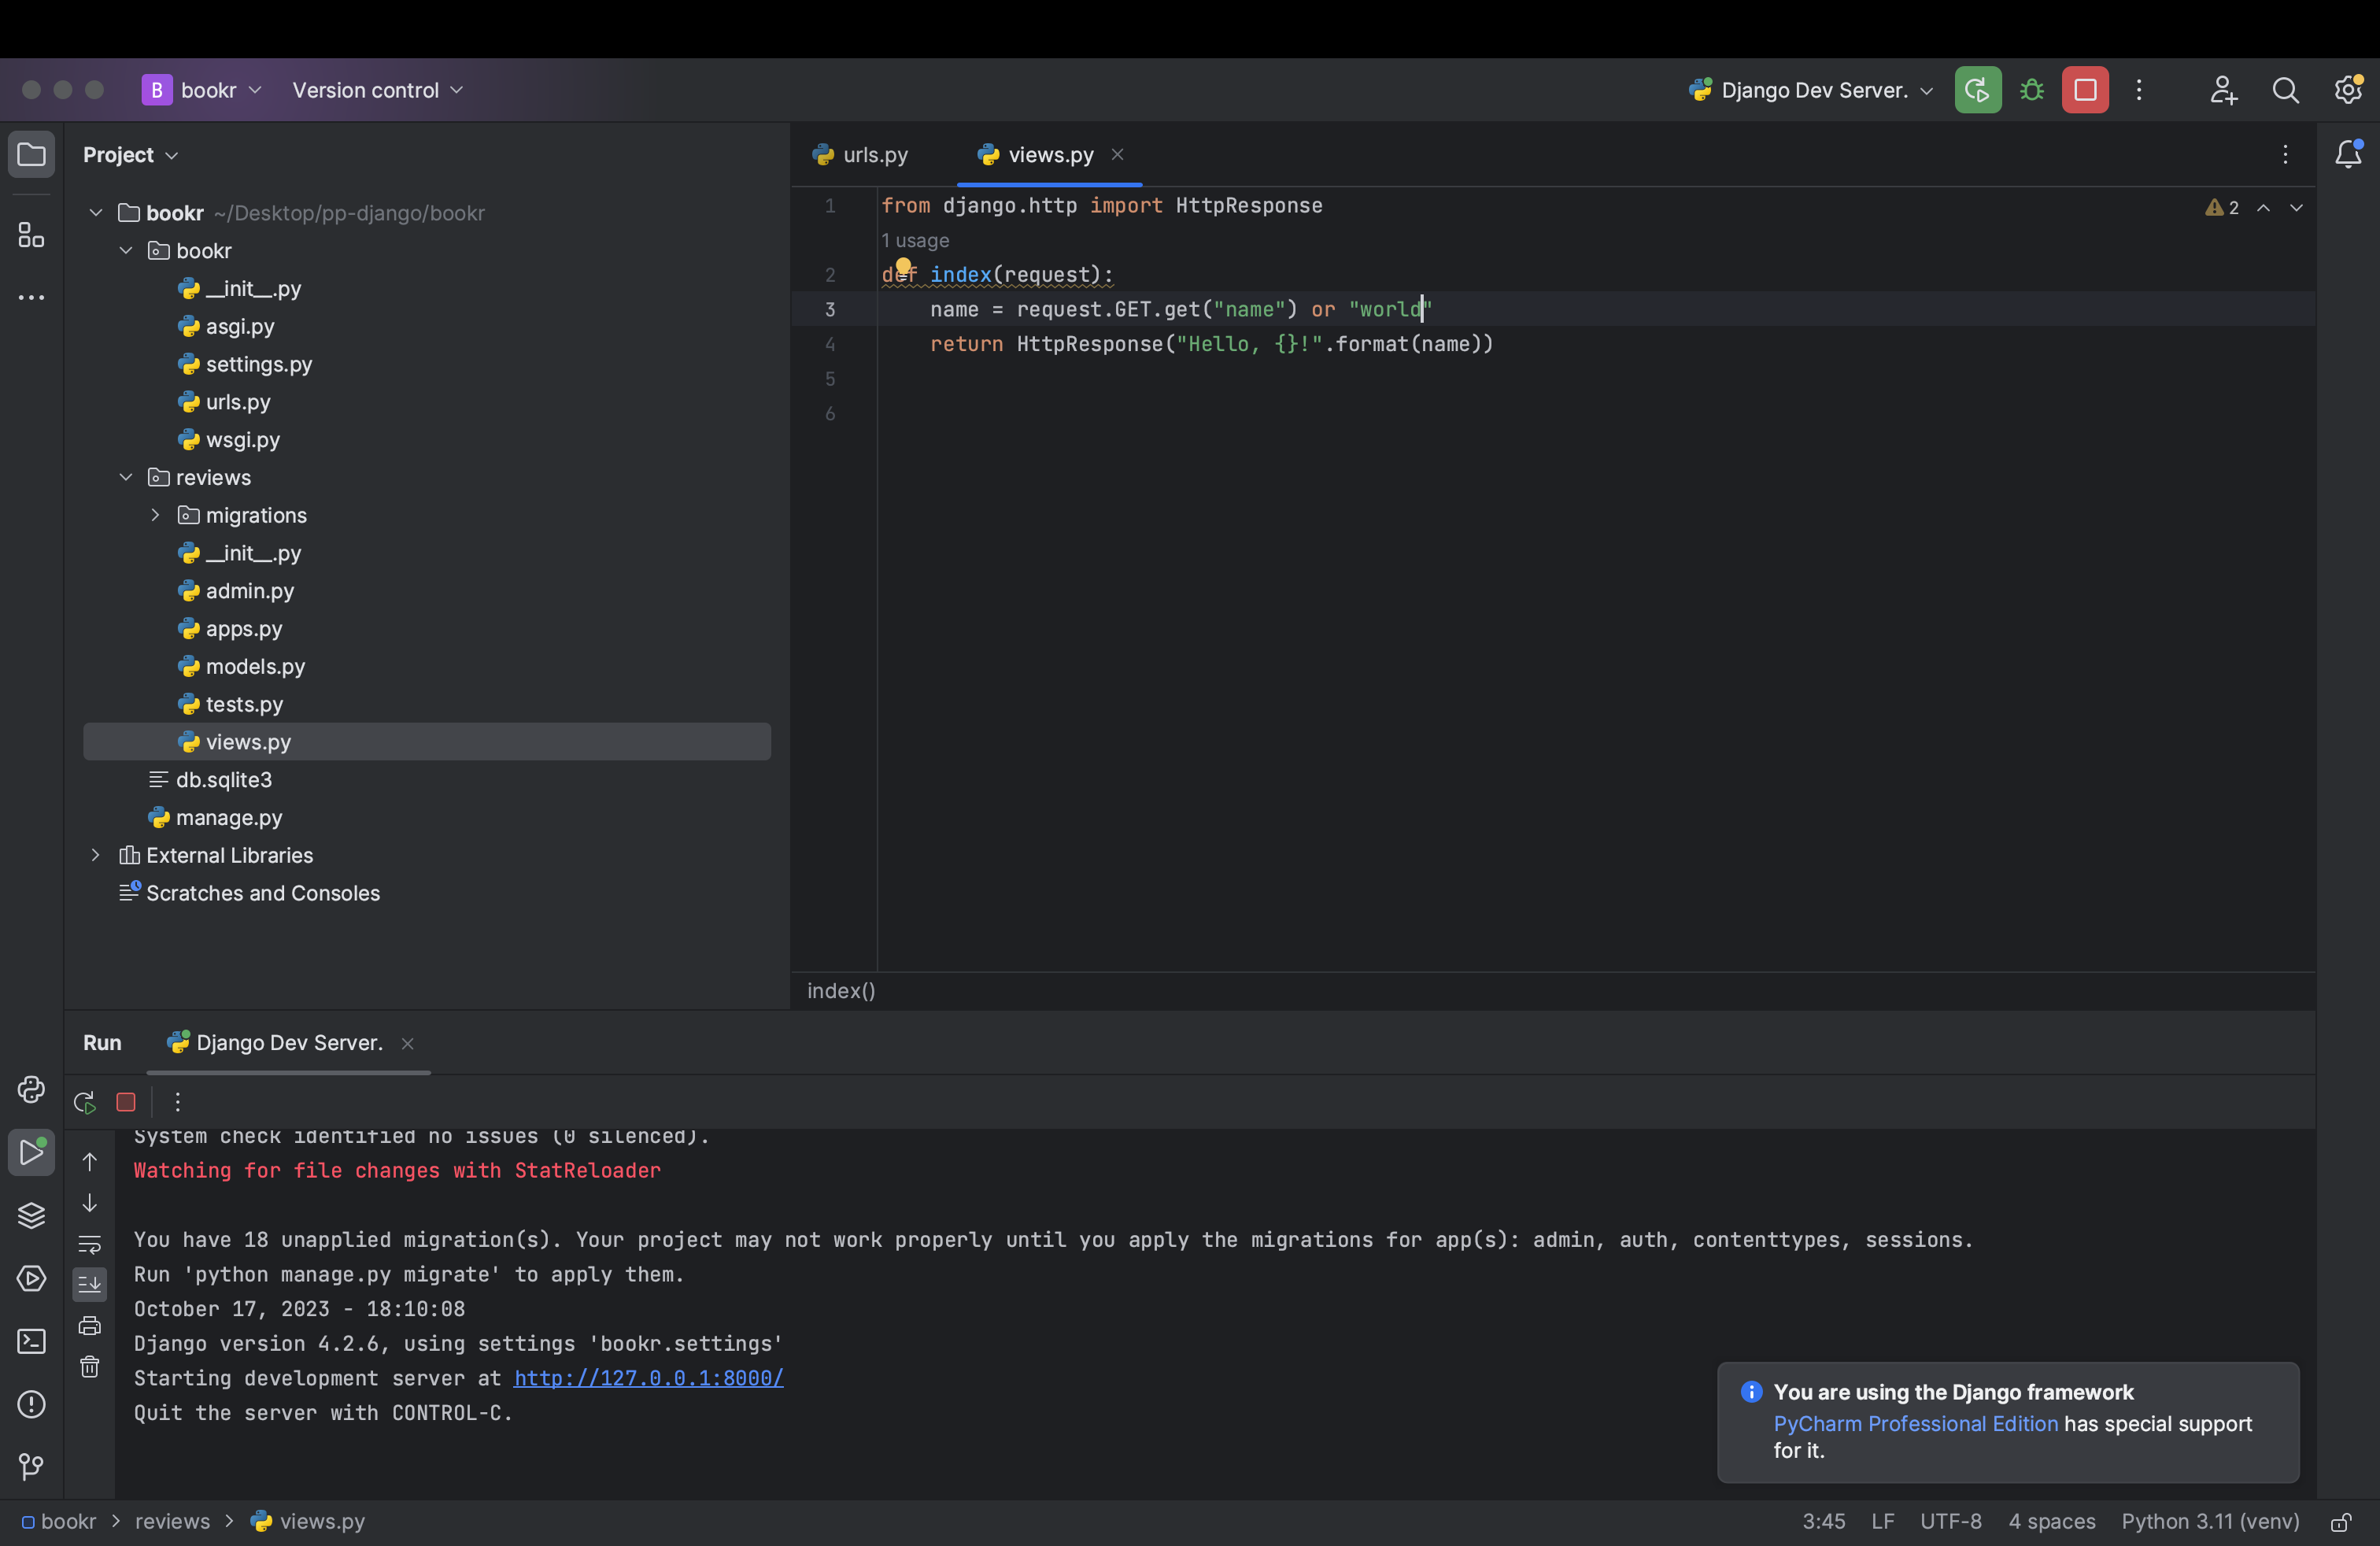 B bookr Version control Django Dev Server.
Project
bookr ~/Desktop/pp-django/bookr
bookr
__init__.py
asgi.py
settings.py
urls.py
wsgi.py
reviews
migrations
__init__.py
admin.py
apps.py
models.py
tests.py
views.py
db.sqlite3
manage.py
External Libraries
Scratches and Consoles
urls.py views.py
2
1 from django.http import HttpResponse
1 usage
2 def index(request):
3 name = request.GET.get("name") or "world"
4 return HttpResponse("Hello, {}!".format(name))
5
6
index()
Run Django Dev Server.
System check identified no issues (0 silenced).
Watching for file changes with StatReloader
You have 18 unapplied migration(s). Your project may not work properly until you apply the migrations for app(s): admin, auth, contenttypes, sessions.
Run 'python manage.py migrate' to apply them.
October 17, 2023 - 18:10:08
Django version 4.2.6, using settings 'bookr.settings'
Starting development server at http://127.0.0.1:8000/
Quit the server with CONTROL-C.
You are using the Django framework
PyCharm Professional Edition has special support
for it.
bookr > reviews > views.py 3:45 LF UTF-8 4 spaces Python 3.11 (venv)